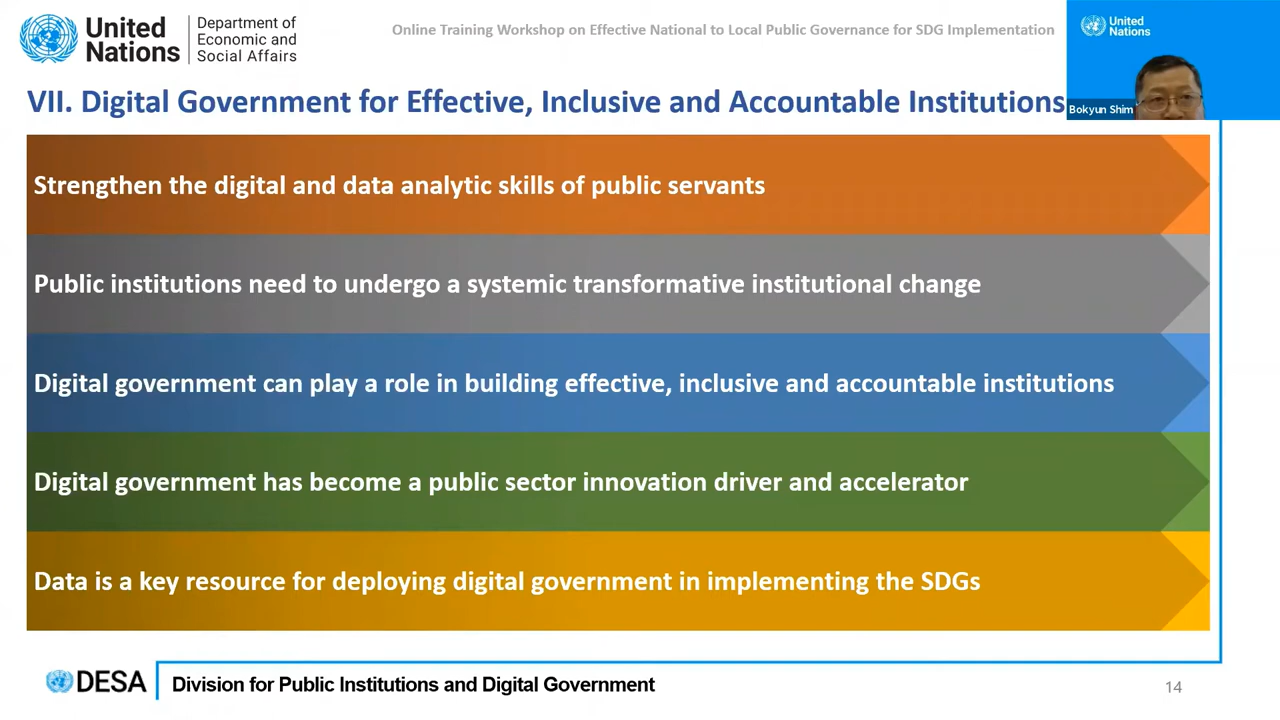 United
Nations
Department of
Economic and
Social Affairs
Online Training Workshop on Effective National to Local Public Governance for SDG Implementation
United
Nations
Bokyun Shim
VII. Digital Government for Effective, Inclusive and Accountable Institutions
Strengthen the digital and data analytic skills of public servants
Public institutions need to undergo a systemic transformative institutional change
Digital government can play a role in building effective, inclusive and accountable institutions
Digital government has become a public sector innovation driver and accelerator
Data is a key resource for deploying digital government in implementing the SDGs
DESA
Division for Public Institutions and Digital Government
14